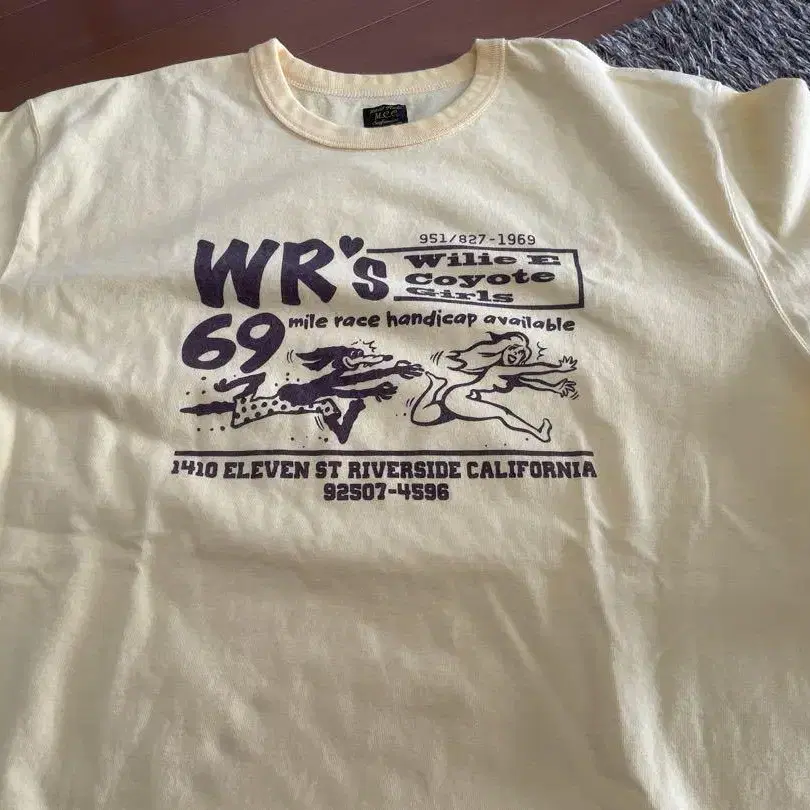 M.C.C.
951/827-1969
WR's
Wilie E
Coyote
Girls
69 mile race handicap available
1410 ELEVEN ST RIVERSIDE CALIFORNIA
92507-4596